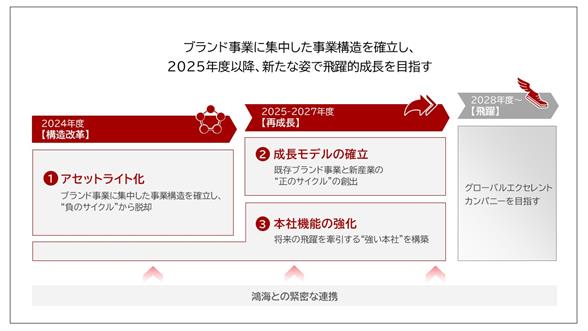 ブランド事業に集中した事業構造を確立し、
2025年度以降、新たな姿で飛躍的成長を目指す
2024年度
【構造改革】
2025-2027年度
【再成長】
2028年度~
【飛躍】
1 アセットライト化
ブランド事業に集中した事業構造を確立し、
“負のサイクル”から脱却
2 成長モデルの確立
既存ブランド事業と新産業の
“正のサイクル”の創出
3 本社機能の強化
将来の飛躍を牽引する“強い本社”を構築
グローバルエクセレント
カンパニーを目指す
鴻海との緊密な連携